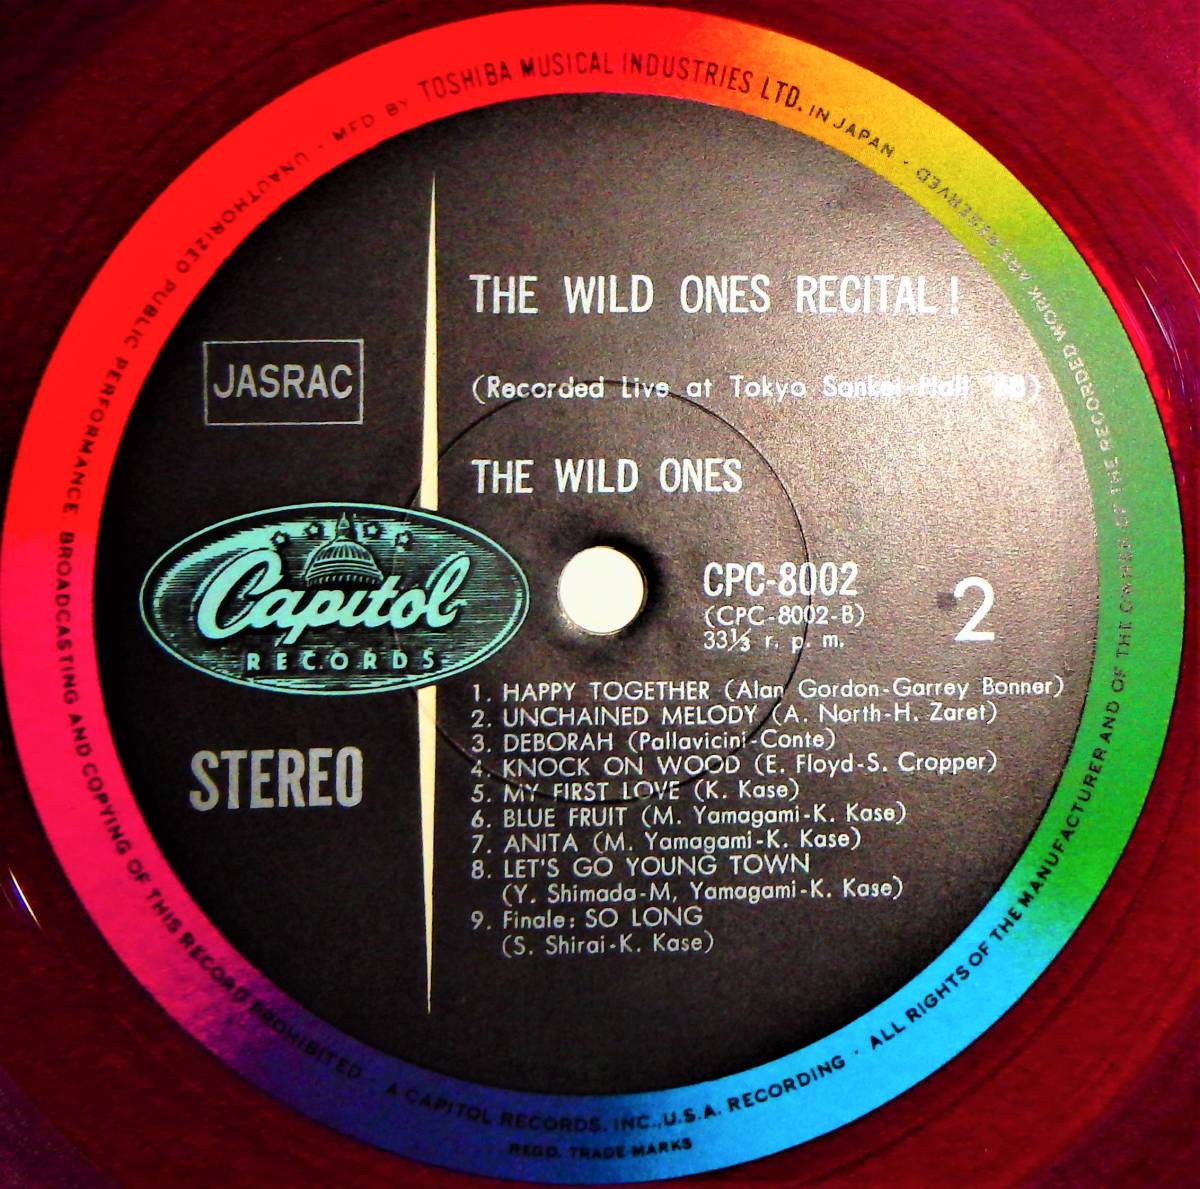 MFD BY TOSHIBA MUSICAL INDUSTRIES LTD. IN JAPAN · UNAUTHORIZED PUBLIC PERFORMANCE. BROADCASTING AND COPYING OF THIS RECORD PROHIBITED · A CAPITOL RECORDS, INC., U.S.A. RECORDING · ALL RIGHTS OF THE MANUFACTURER AND OF THE OWNER OF THE RECORDED WORK ARE RESERVED ·
REGD. TRADE MARKS
THE WILD ONES RECITAL!
JASRAC
(Recorded Live at Tokyo Sankei Hall '68)
THE WILD ONES
Capitol
RECORDS
CPC-8002
(CPC-8002-B)
33⅓ r. p. m.
2
STEREO
1. HAPPY TOGETHER (Alan Gordon-Garrey Bonner)
2. UNCHAINED MELODY (A. North-H. Zaret)
3. DEBORAH (Pallavicini-Conte)
4. KNOCK ON WOOD (E. Floyd-S. Cropper)
5. MY FIRST LOVE (K. Kase)
6. BLUE FRUIT (M. Yamagami-K. Kase)
7. ANITA (M. Yamagami-K. Kase)
8. LET'S GO YOUNG TOWN
(Y. Shimada-M, Yamagami-K. Kase)
9. Finale: SO LONG
(S. Shirai-K. Kase)